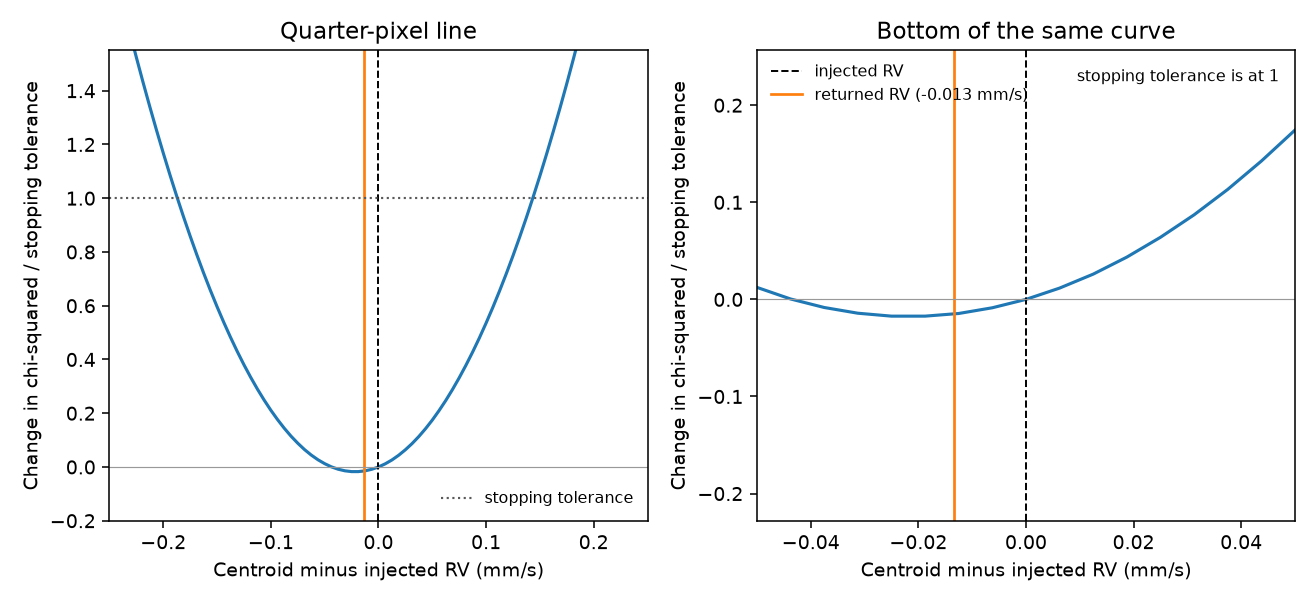 Quarter-pixel line
Change in chi-squared / stopping tolerance
1.4
1.2
1.0
0.8
0.6
0.4
0.2
0.0
−0.2
stopping tolerance
−0.2 −0.1 0.0 0.1 0.2
Centroid minus injected RV (mm/s)
Bottom of the same curve
Change in chi-squared / stopping tolerance
injected RV
returned RV (-0.013 mm/s)
stopping tolerance is at 1
0.2
0.1
0.0
−0.1
−0.2
−0.04 −0.02 0.00 0.02 0.04
Centroid minus injected RV (mm/s)